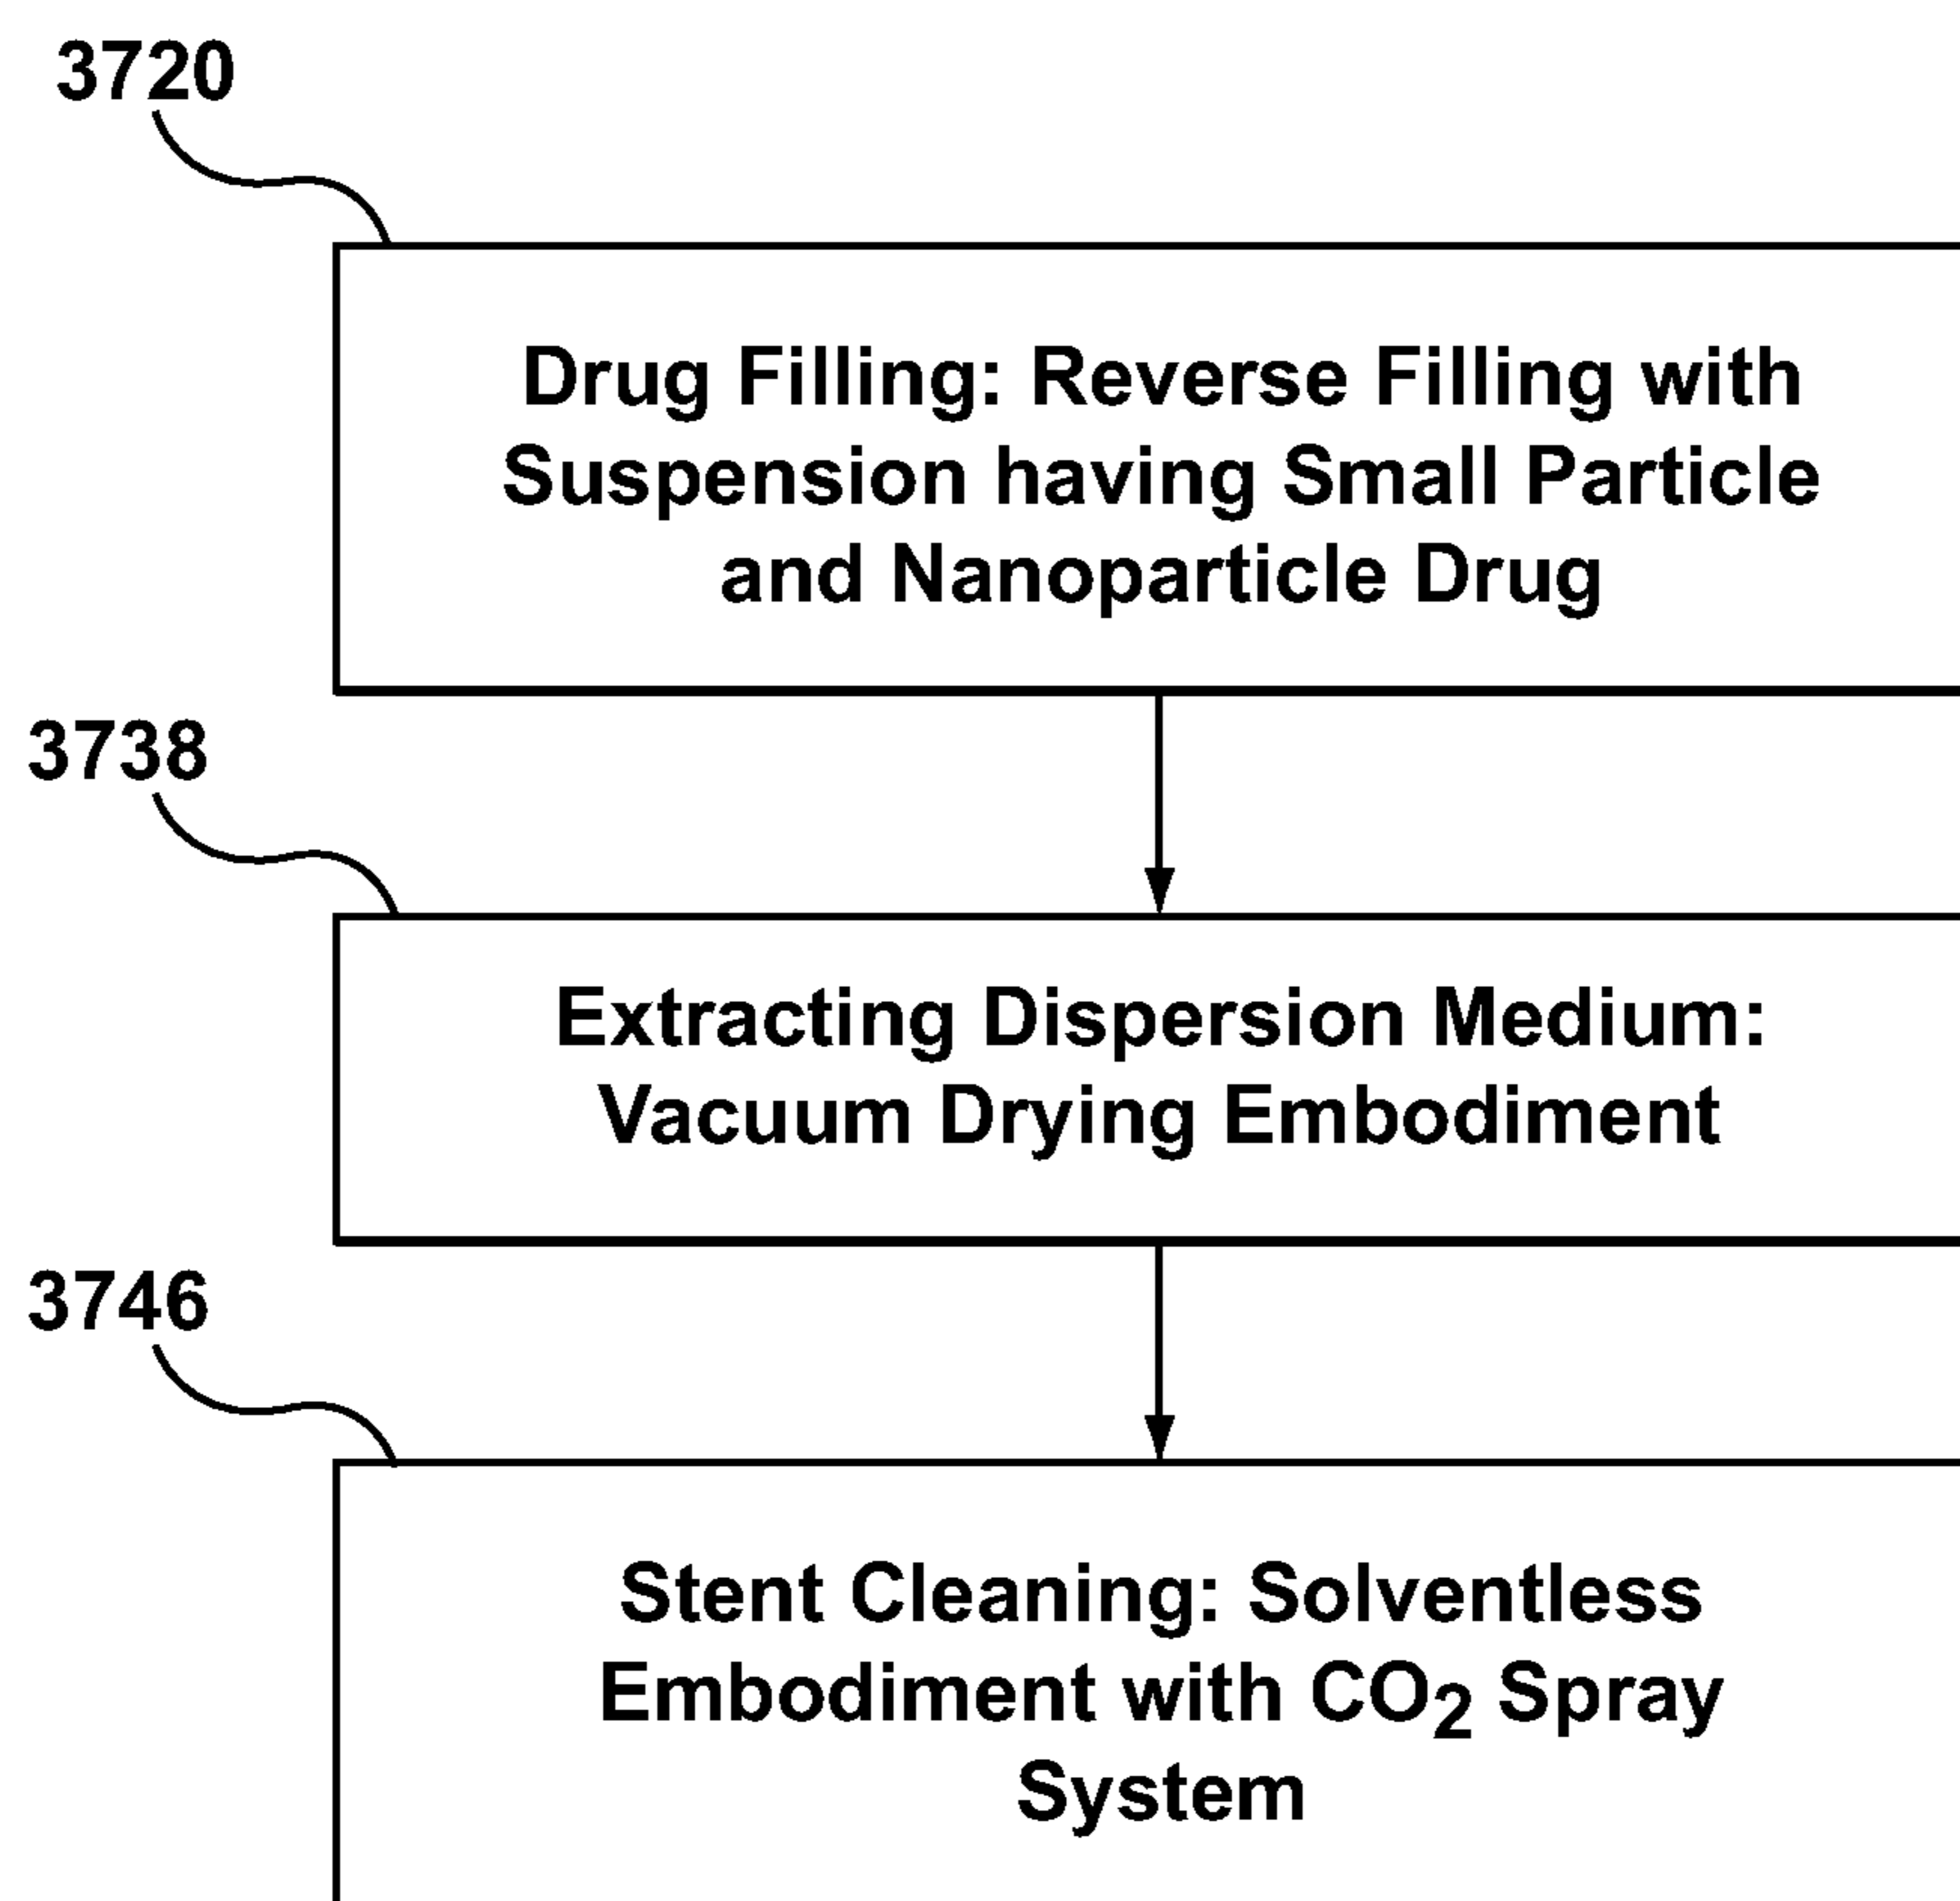 3720
Drug Filling: Reverse Filling with
Suspension having Small Particle
and Nanoparticle Drug
3738
Extracting Dispersion Medium:
Vacuum Drying Embodiment
3746
Stent Cleaning: Solventless
Embodiment with CO₂ Spray
System